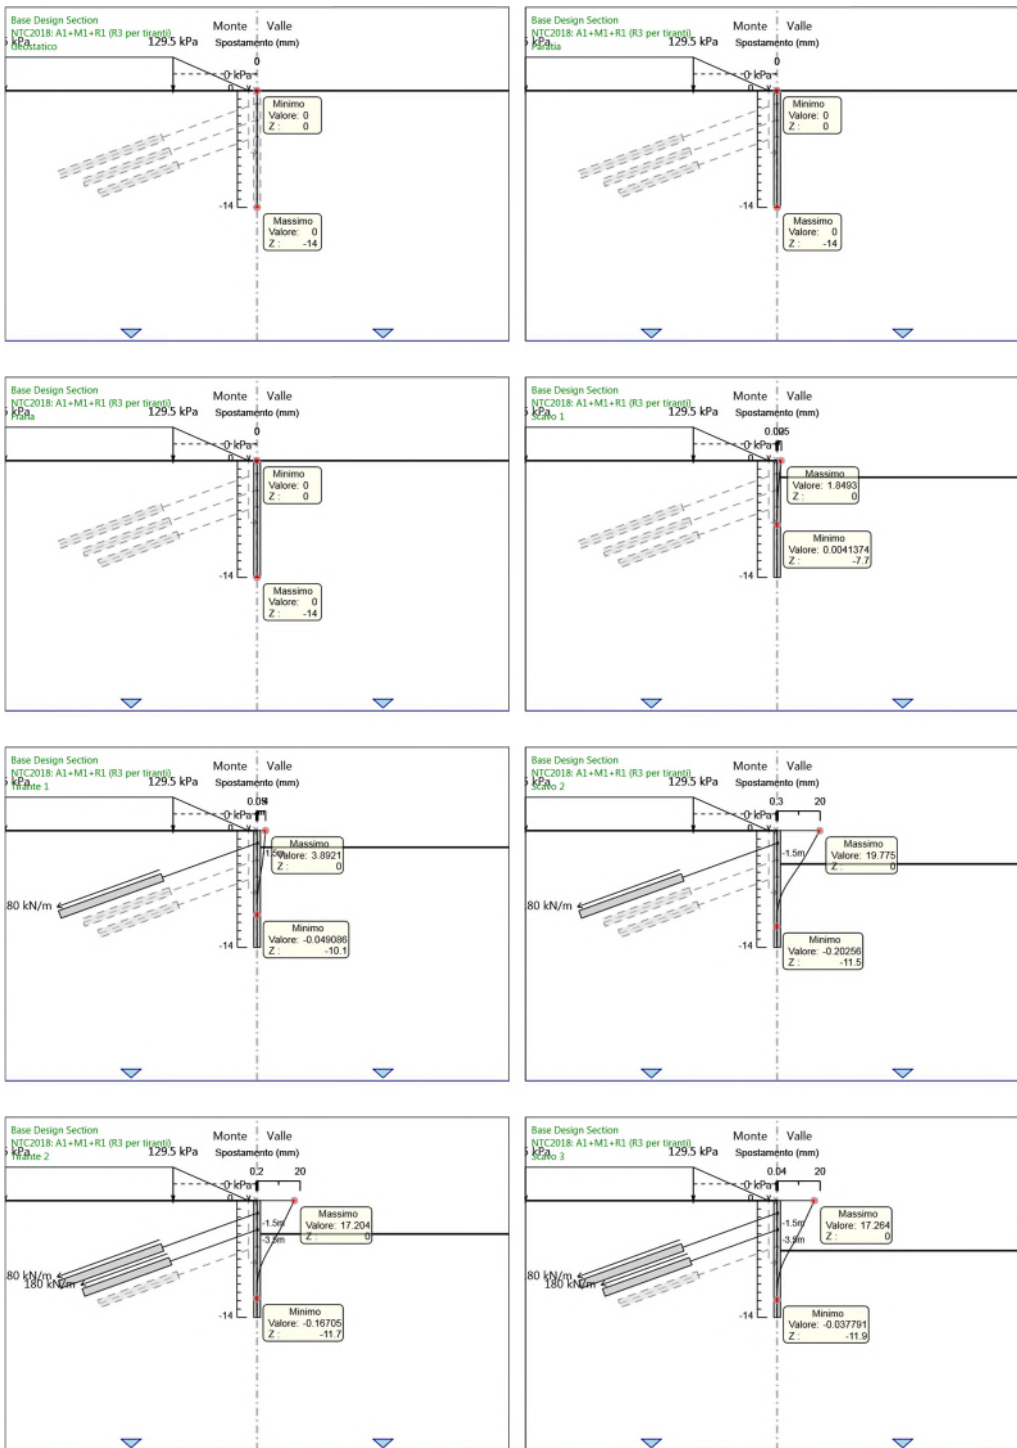 Base Design Section
NTC2018: A1+M1+R1 (R3 per tiranti)
Geostatico
kPa
129.5 kPa
Monte Valle
Spostamento (mm)
0
0 kPa
0
Minimo
Valore: 0
Z : 0
-14
Massimo
Valore: 0
Z : -14
Base Design Section
NTC2018: A1+M1+R1 (R3 per tiranti)
Paratia
kPa
129.5 kPa
Monte Valle
Spostamento (mm)
0
0 kPa
0
Minimo
Valore: 0
Z : 0
-14
Massimo
Valore: 0
Z : -14
Base Design Section
NTC2018: A1+M1+R1 (R3 per tiranti)
kPa
129.5 kPa
Monte Valle
Spostamento (mm)
0
0 kPa
0
Minimo
Valore: 0
Z : 0
-14
Massimo
Valore: 0
Z : -14
Base Design Section
NTC2018: A1+M1+R1 (R3 per tiranti)
Scavo 1
kPa
129.5 kPa
Monte Valle
Spostamento (mm)
0 kPa
0
Massimo
Valore: 1.8493
Z : 0
Minimo
Valore: 0.0041374
Z : -7.7
-14
Base Design Section
NTC2018: A1+M1+R1 (R3 per tiranti)
Tirante 1
kPa
129.5 kPa
Monte Valle
Spostamento (mm)
0 kPa
0
Massimo
Valore: 3.8921
Z : 0
80 kN/m
Minimo
Valore: -0.049086
Z : -10.1
-14
Base Design Section
NTC2018: A1+M1+R1 (R3 per tiranti)
Scavo 2
kPa
129.5 kPa
Monte Valle
Spostamento (mm)
0.3 20
0 kPa
0
-1.5m
Massimo
Valore: 19.775
Z : 0
80 kN/m
Minimo
Valore: -0.20256
Z : -11.5
-14
Base Design Section
NTC2018: A1+M1+R1 (R3 per tiranti)
Tirante 2
kPa
129.5 kPa
Monte Valle
Spostamento (mm)
0.2 20
0 kPa
0
Massimo
Valore: 17.204
Z : 0
-1.5m
-3.5m
80 kN/m
180 kN/m
Minimo
Valore: -0.16705
Z : -11.7
-14
Base Design Section
NTC2018: A1+M1+R1 (R3 per tiranti)
Scavo 3
kPa
129.5 kPa
Monte Valle
Spostamento (mm)
0.04 20
0 kPa
0
Massimo
Valore: 17.264
Z : 0
-1.5m
-3.5m
80 kN/m
180 kN/m
Minimo
Valore: -0.037791
Z : -11.9
-14